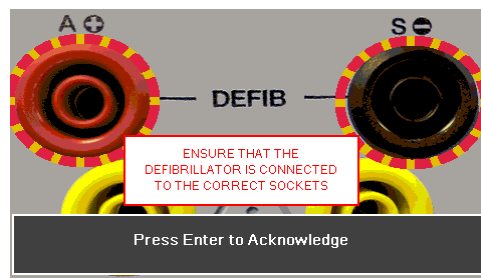 A + S -
DEFIB
ENSURE THAT THE
DEFIBRILLATOR IS CONNECTED
TO THE CORRECT SOCKETS
Press Enter to Acknowledge